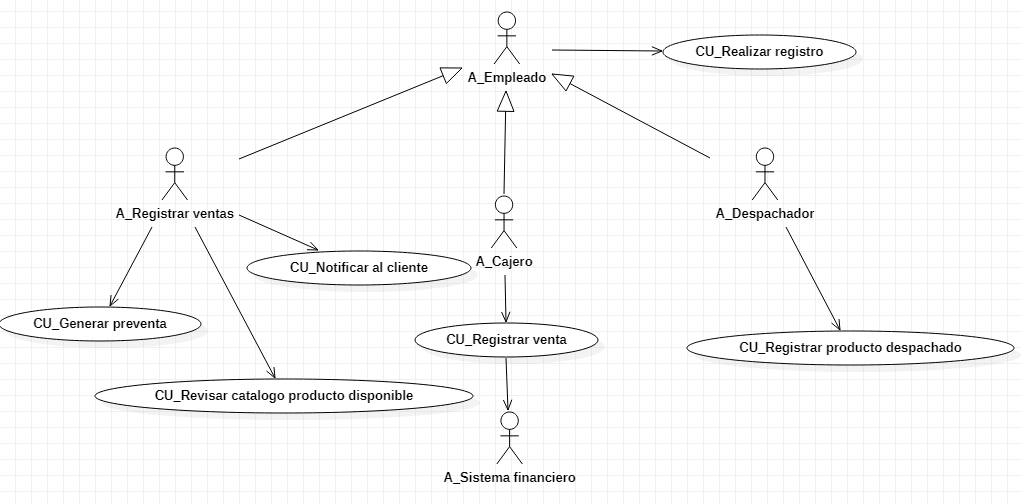 CU_Realizar registro
A_Empleado
A_Registrar ventas
A_Despachador
A_Cajero
CU_Notificar al cliente
CU_Generar preventa
CU_Registrar venta
CU_Registrar producto despachado
CU_Revisar catalogo producto disponible
A_Sistema financiero